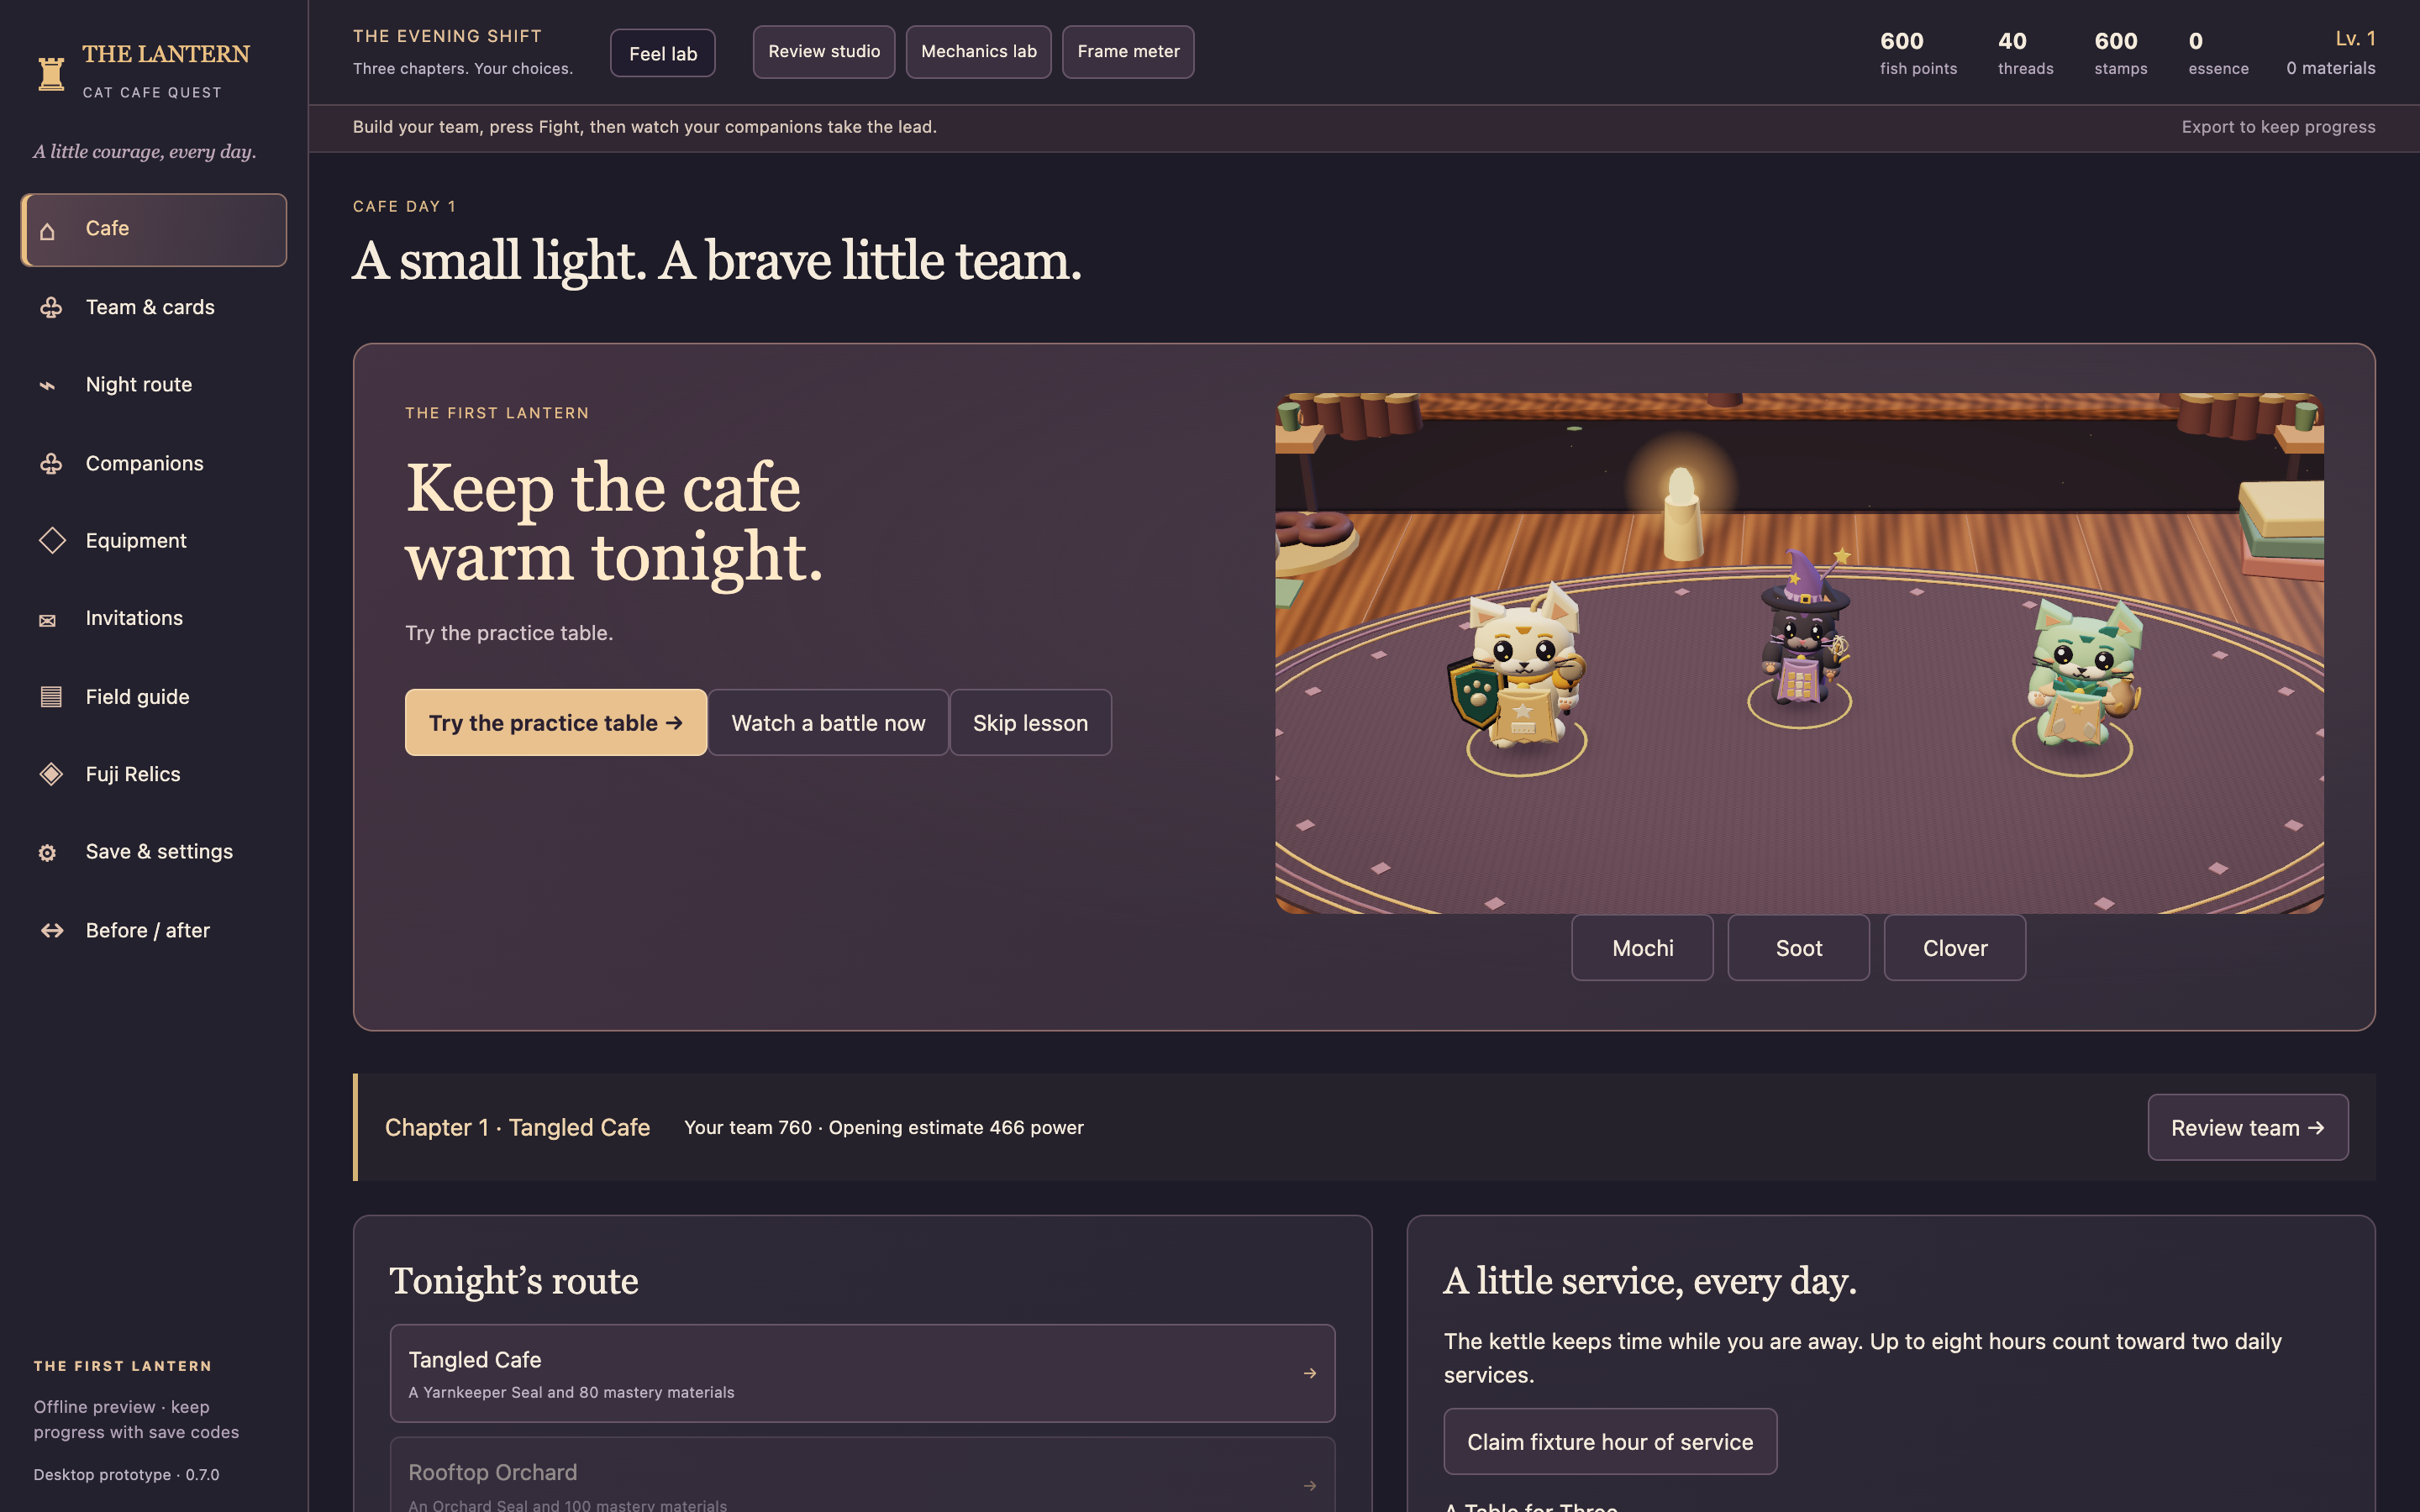 THE LANTERN
CAT CAFE QUEST
A little courage, every day.
Cafe
Team & cards
Night route
Companions
Equipment
Invitations
Field guide
Fuji Relics
Save & settings
Before / after
THE FIRST LANTERN
Offline preview · keep
progress with save codes
Desktop prototype · 0.7.0
THE EVENING SHIFT
Three chapters. Your choices.
Feel lab
Review studio
Mechanics lab
Frame meter
600
fish points
40
threads
600
stamps
0
essence
Lv. 1
0 materials
Build your team, press Fight, then watch your companions take the lead.
Export to keep progress
CAFE DAY 1
A small light. A brave little team.
THE FIRST LANTERN
Keep the cafe
warm tonight.
Try the practice table.
Try the practice table →
Watch a battle now
Skip lesson
Mochi
Soot
Clover
Chapter 1 · Tangled Cafe
Your team 760 · Opening estimate 466 power
Review team →
Tonight’s route
Tangled Cafe
A Yarnkeeper Seal and 80 mastery materials
→
Rooftop Orchard
An Orchard Seal and 100 mastery materials
→
A little service, every day.
The kettle keeps time while you are away. Up to eight hours count toward two daily
services.
Claim fixture hour of service
A Table for Three